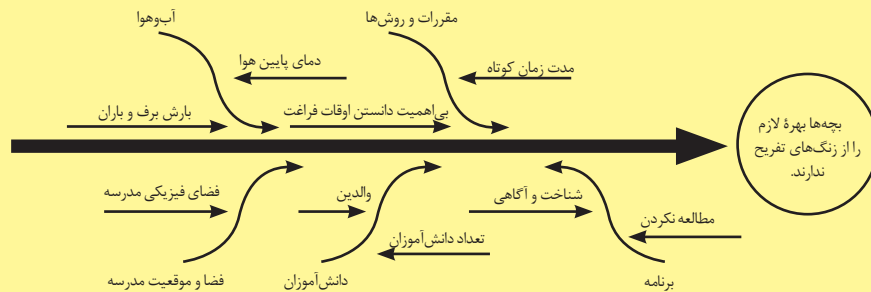 آب‌وهوا
مقررات و روش‌ها
دمای پایین هوا
مدت زمان کوتاه
بارش برف و باران
بی‌اهمیت دانستن اوقات فراغت
بچه‌ها بهرۀ لازم
را از زنگ‌های تفریح
ندارند.
فضای فیزیکی مدرسه
والدین
شناخت و آگاهی
مطالعه نکردن
تعداد دانش‌آموزان
فضا و موقعیت مدرسه
دانش‌آموزان
برنامه